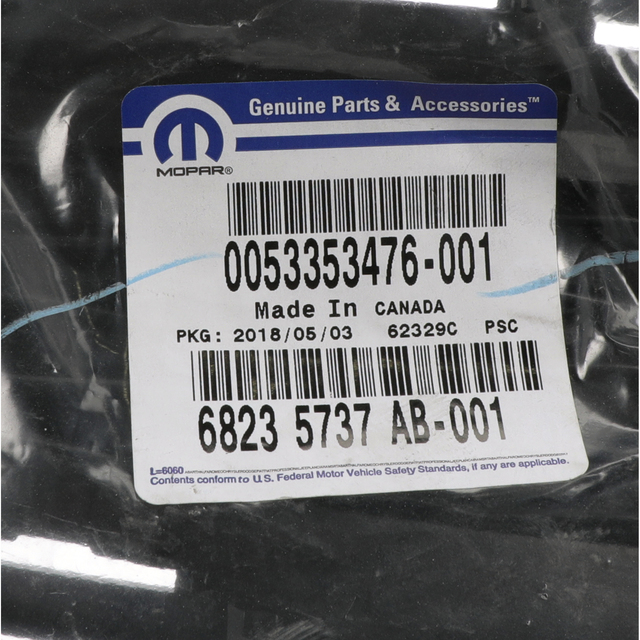 Genuine Parts & Accessories™
MOPAR®
0053353476-001
Made In CANADA
PKG: 2018/05/03 62329C PSC
6823 5737 AB-001
L=6060
Contents conform to U.S. Federal Motor Vehicle Safety Standards, if any are applicable.